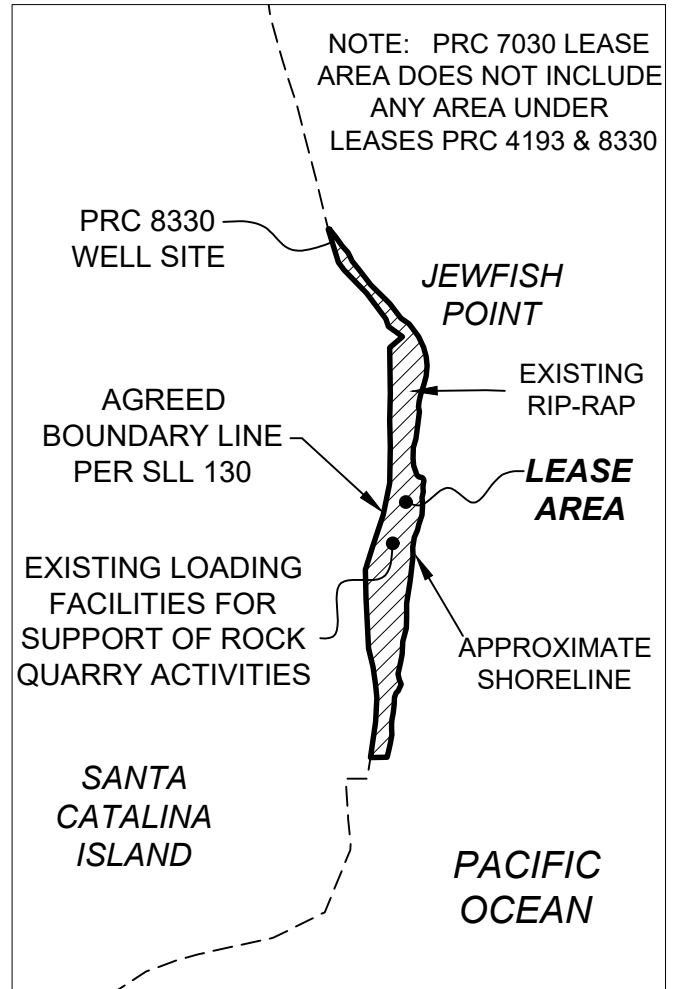 NOTE: PRC 7030 LEASE
AREA DOES NOT INCLUDE
ANY AREA UNDER
LEASES PRC 4193 & 8330
PRC 8330
WELL SITE
JEWFISH
POINT
EXISTING
RIP-RAP
AGREED
BOUNDARY LINE
PER SLL 130
LEASE
AREA
EXISTING LOADING
FACILITIES FOR
SUPPORT OF ROCK
QUARRY ACTIVITIES
APPROXIMATE
SHORELINE
SANTA
CATALINA
ISLAND
PACIFIC
OCEAN